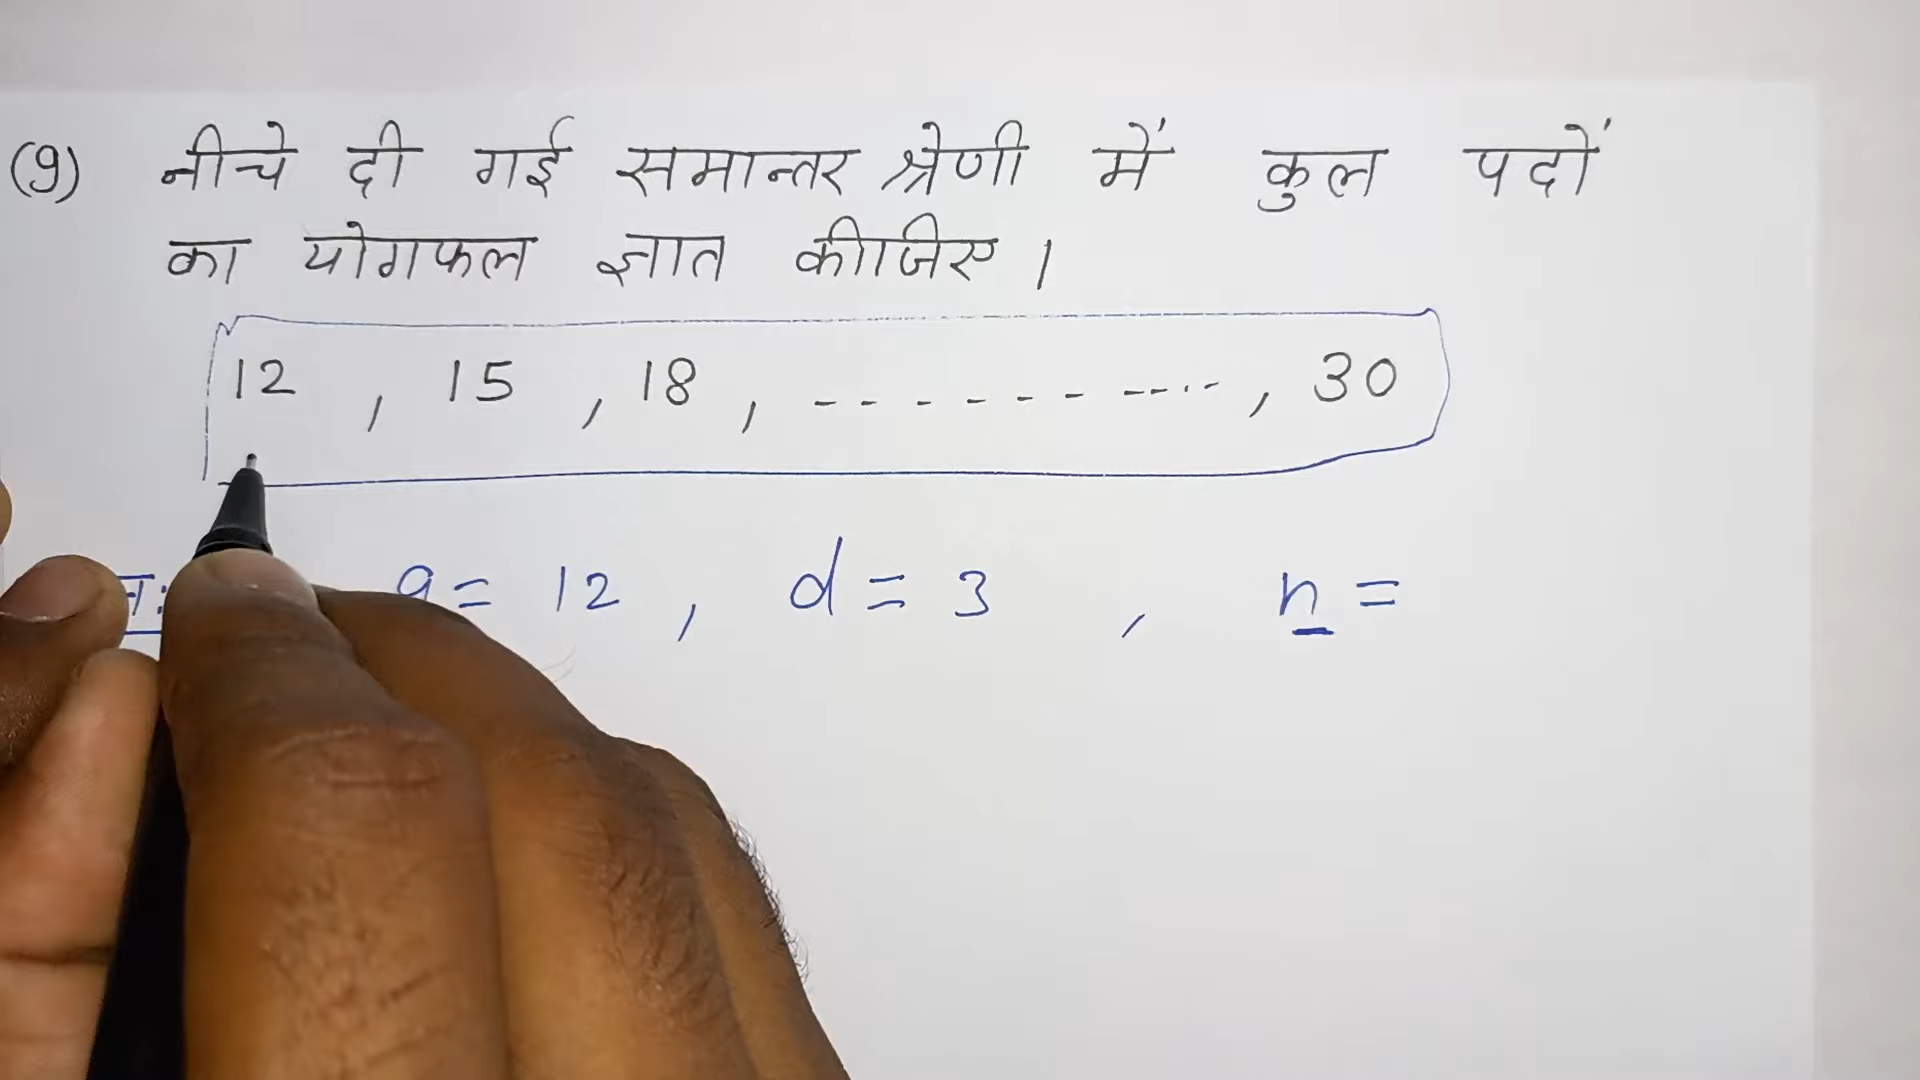 (9) नीचे दी गई समान्तर श्रेणी में कुल पदों
का योगफल ज्ञात कीजिए।
12 , 15 , 18 , - - - - - - - - - - , 30
a = 12 , d = 3 , n =